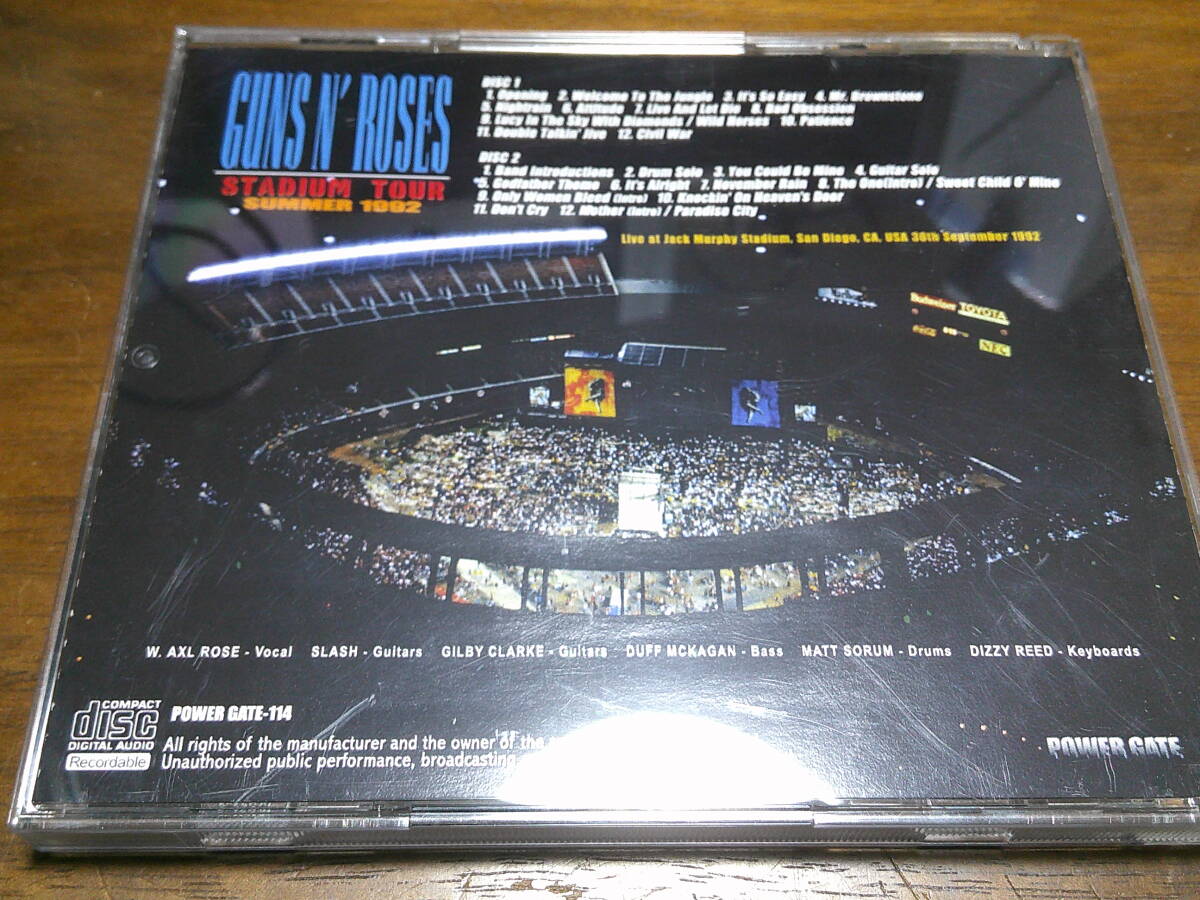 GUNS N' ROSES
STADIUM TOUR
SUMMER 1992
DISC 1
1. Opening 2. Welcome To The Jungle 3. It's So Easy 4. Mr. Brownstone
5. Nightrain 6. Attitude 7. Live And Let Die 8. Bad Obsession
9. Lucy In The Sky With Diamonds / Wild Horses 10. Patience
11. Double Talkin' Jive 12. Civil War
DISC 2
1. Band Introductions 2. Drum Solo 3. You Could Be Mine 4. Guitar Solo
5. Godfather Theme 6. It's Alright 7. November Rain 8. The One(Intro) / Sweet Child O' Mine
9. Only Women Bleed (Intro) 10. Knockin' On Heaven's Door
11. Don't Cry 12. Mother (Intro) / Paradise City
Live at Jack Murphy Stadium, San Diego, CA, USA 30th September 1992
Budweiser TOYOTA
NEC
W. AXL ROSE - Vocal SLASH - Guitars GILBY CLARKE - Guitars DUFF MCKAGAN - Bass MATT SORUM - Drums DIZZY REED - Keyboards
COMPACT
disc
DIGITAL AUDIO
Recordable
POWER GATE-114
All rights of the manufacturer and the owner of the
Unauthorized public performance, broadcasting
POWER GATE